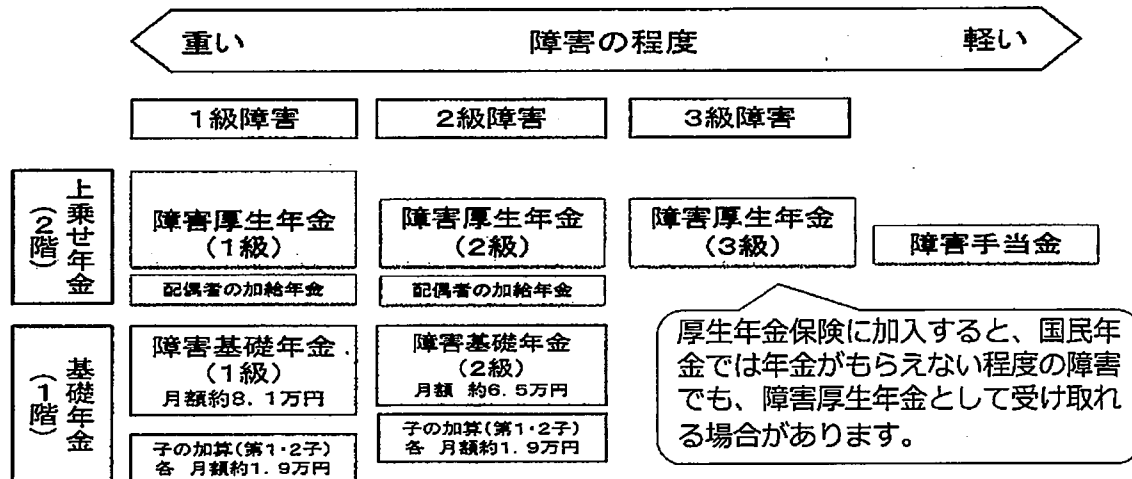 重い 障害の程度 軽い
1級障害 2級障害 3級障害
上乗せ年金
(2階)
障害厚生年金
(1級)
障害厚生年金
(2級)
障害厚生年金
(3級)
障害手当金
配偶者の加給年金
配偶者の加給年金
基礎年金
(1階)
障害基礎年金
(1級)
月額約8.1万円
障害基礎年金
(2級)
月額 約6.5万円
子の加算(第1・2子)
各 月額約1.9万円
子の加算(第1・2子)
各 月額約1.9万円
厚生年金保険に加入すると、国民年
金では年金がもらえない程度の障害
でも、障害厚生年金として受け取れ
る場合があります。